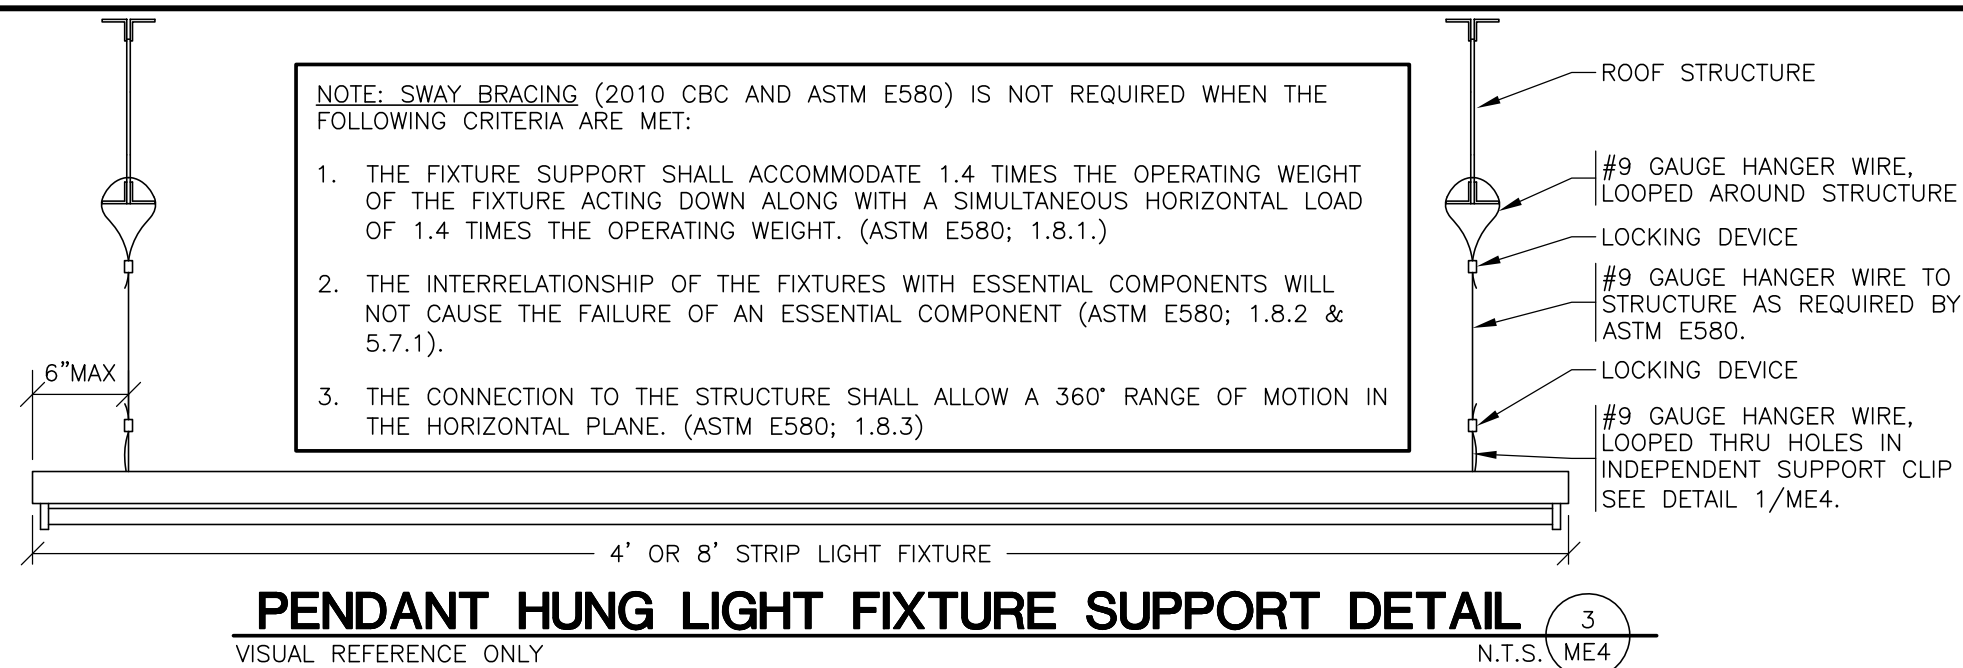 NOTE: SWAY BRACING (2010 CBC AND ASTM E580) IS NOT REQUIRED WHEN THE
FOLLOWING CRITERIA ARE MET:
1. THE FIXTURE SUPPORT SHALL ACCOMMODATE 1.4 TIMES THE OPERATING WEIGHT
OF THE FIXTURE ACTING DOWN ALONG WITH A SIMULTANEOUS HORIZONTAL LOAD
OF 1.4 TIMES THE OPERATING WEIGHT. (ASTM E580; 1.8.1.)
2. THE INTERRELATIONSHIP OF THE FIXTURES WITH ESSENTIAL COMPONENTS WILL
NOT CAUSE THE FAILURE OF AN ESSENTIAL COMPONENT (ASTM E580; 1.8.2 &
5.7.1).
3. THE CONNECTION TO THE STRUCTURE SHALL ALLOW A 360° RANGE OF MOTION IN
THE HORIZONTAL PLANE. (ASTM E580; 1.8.3)
ROOF STRUCTURE
#9 GAUGE HANGER WIRE,
LOOPED AROUND STRUCTURE
LOCKING DEVICE
#9 GAUGE HANGER WIRE TO
STRUCTURE AS REQUIRED BY
ASTM E580.
LOCKING DEVICE
#9 GAUGE HANGER WIRE,
LOOPED THRU HOLES IN
INDEPENDENT SUPPORT CLIP
SEE DETAIL 1/ME4.
6"MAX
4' OR 8' STRIP LIGHT FIXTURE
PENDANT HUNG LIGHT FIXTURE SUPPORT DETAIL
3
VISUAL REFERENCE ONLY
N.T.S.
ME4